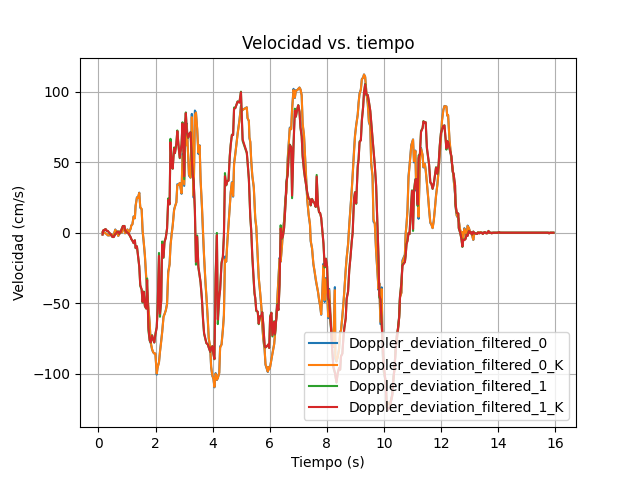 Velocidad vs. tiempo
Velocidad (cm/s)
100
50
0
−50
−100
0 2 4 6 8 10 12 14 16
Tiempo (s)
Doppler_deviation_filtered_0
Doppler_deviation_filtered_0_K
Doppler_deviation_filtered_1
Doppler_deviation_filtered_1_K